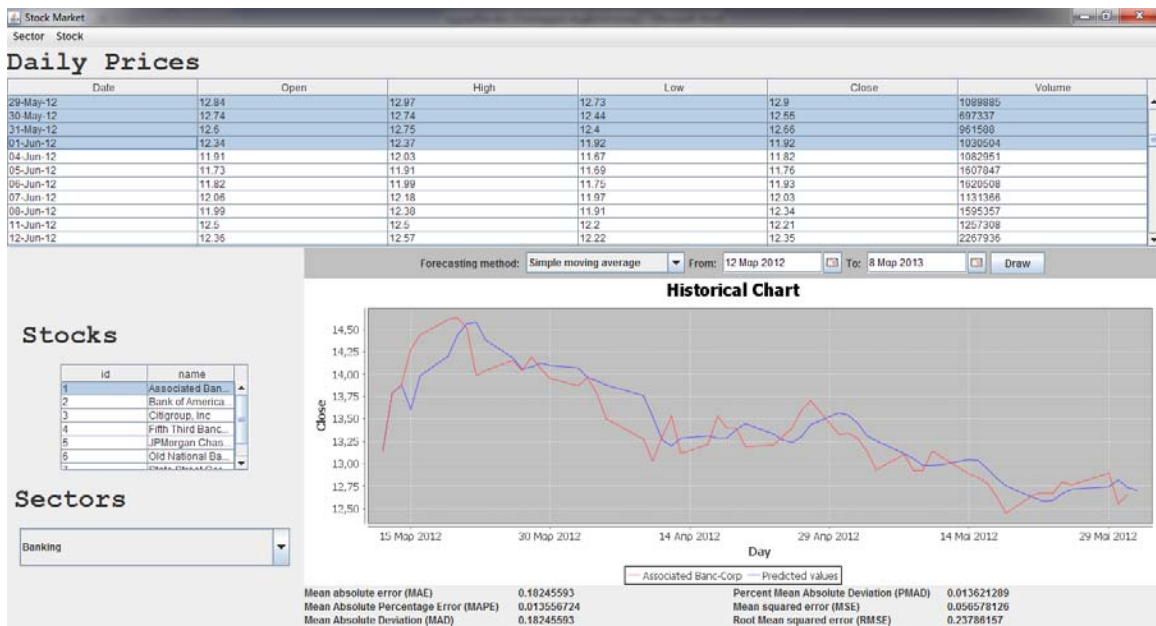 Stock Market
Sector Stock
Daily Prices
Date Open High Low Close Volume
29-May-12 12.84 12.97 12.73 12.9 1089885
30-May-12 12.74 12.74 12.44 12.55 697337
31-May-12 12.6 12.75 12.4 12.66 961588
01-Jun-12 12.34 12.37 11.92 11.92 1030504
04-Jun-12 11.91 12.03 11.67 11.82 1082951
05-Jun-12 11.73 11.91 11.69 11.76 1607847
06-Jun-12 11.82 11.99 11.75 11.93 1620508
07-Jun-12 12.06 12.18 11.97 12.03 1131366
08-Jun-12 11.99 12.38 11.91 12.34 1595357
11-Jun-12 12.5 12.5 12.2 12.21 1257308
12-Jun-12 12.36 12.57 12.22 12.35 2267936
Forecasting method: Simple moving average From: 12 Μαρ 2012 To: 8 Μαρ 2013 Draw
Historical Chart
Stocks
id name
1 Associated Ban...
2 Bank of America...
3 Citigroup, Inc
4 Fifth Third Banc...
5 JPMorgan Chas...
6 Old National Ba...
Sectors
Banking
Close
14,50
14,25
14,00
13,75
13,50
13,25
13,00
12,75
12,50
15 Μαρ 2012 30 Μαρ 2012 14 Απρ 2012 29 Απρ 2012 14 Μαϊ 2012 29 Μαϊ 2012
Day
Associated Banc-Corp Predicted values
Mean absolute error (MAE) 0.18245593 Percent Mean Absolute Deviation (PMAD) 0.013621289
Mean Absolute Percentage Error (MAPE) 0.013556724 Mean squared error (MSE) 0.056578126
Mean Absolute Deviation (MAD) 0.18245593 Root Mean squared error (RMSE) 0.23786157